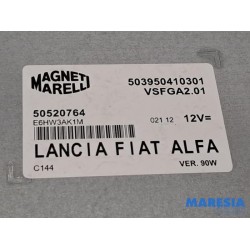 MAGNETI
MARELLI
503950410301
VSFGA2.01
50520764
E6HW3AK1M
021 12 12V=
LANCIA FIAT ALFA
C144 VER. 90W
MARESIA